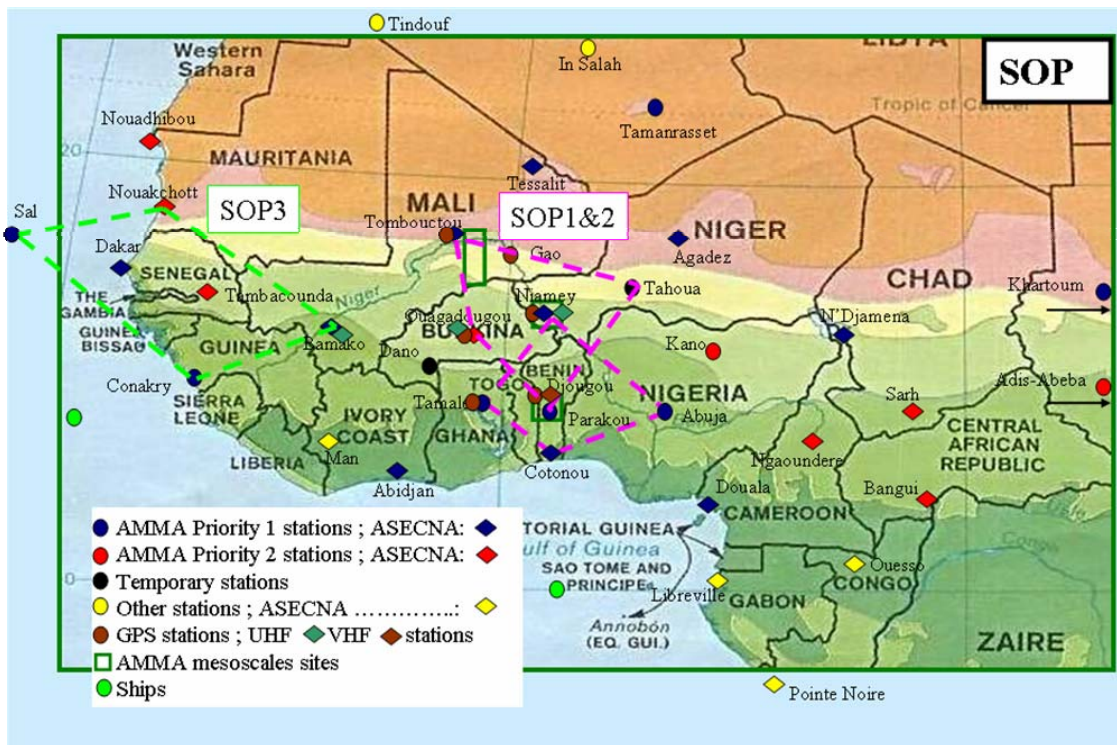 Tindouf
LIBYA
Western
Sahara
In Salah
SOP
Nouadhibou
Tamanrasset
Tropic of Cancer
20
MAURITANIA
Tessalit
Nouakchott
SOP3
MALI
SOP1&2
Sal
Tombouctou
NIGER
Gao
Agadez
Dakar
CHAD
SENEGAL
Khartoum
THE
GAMBIA
Tambacounda
Niger
Niamey
Tahoua
GUINEA
BISSAU
Ouagadougou
BURKINA
N'Djamena
GUINEA
Bamako
Dano
Kano
BENIN
Conakry
TOGO
Djougou
NIGERIA
Adis-Abeba
SIERRA
LEONE
IVORY
COAST
Tamale
GHANA
Parakou
Abuja
Sarh
CENTRAL
AFRICAN
REPUBLIC
LIBERIA
Man
Cotonou
Ngaoundere
Abidjan
Douala
Bangui
CAMEROON
AMMA Priority 1 stations ; ASECNA:
AMMA Priority 2 stations ; ASECNA:
Temporary stations
Other stations ; ASECNA …………..:
GPS stations ; UHF VHF stations
AMMA mesoscales sites
Ships
TORIAL GUINEA
ulf of Guinea
SAO TOME AND
PRINCIPE
Congo
Ouesso
CONGO
Libreville
GABON
0
Annobón
(EQ. GUI.)
ZAIRE
Pointe Noire